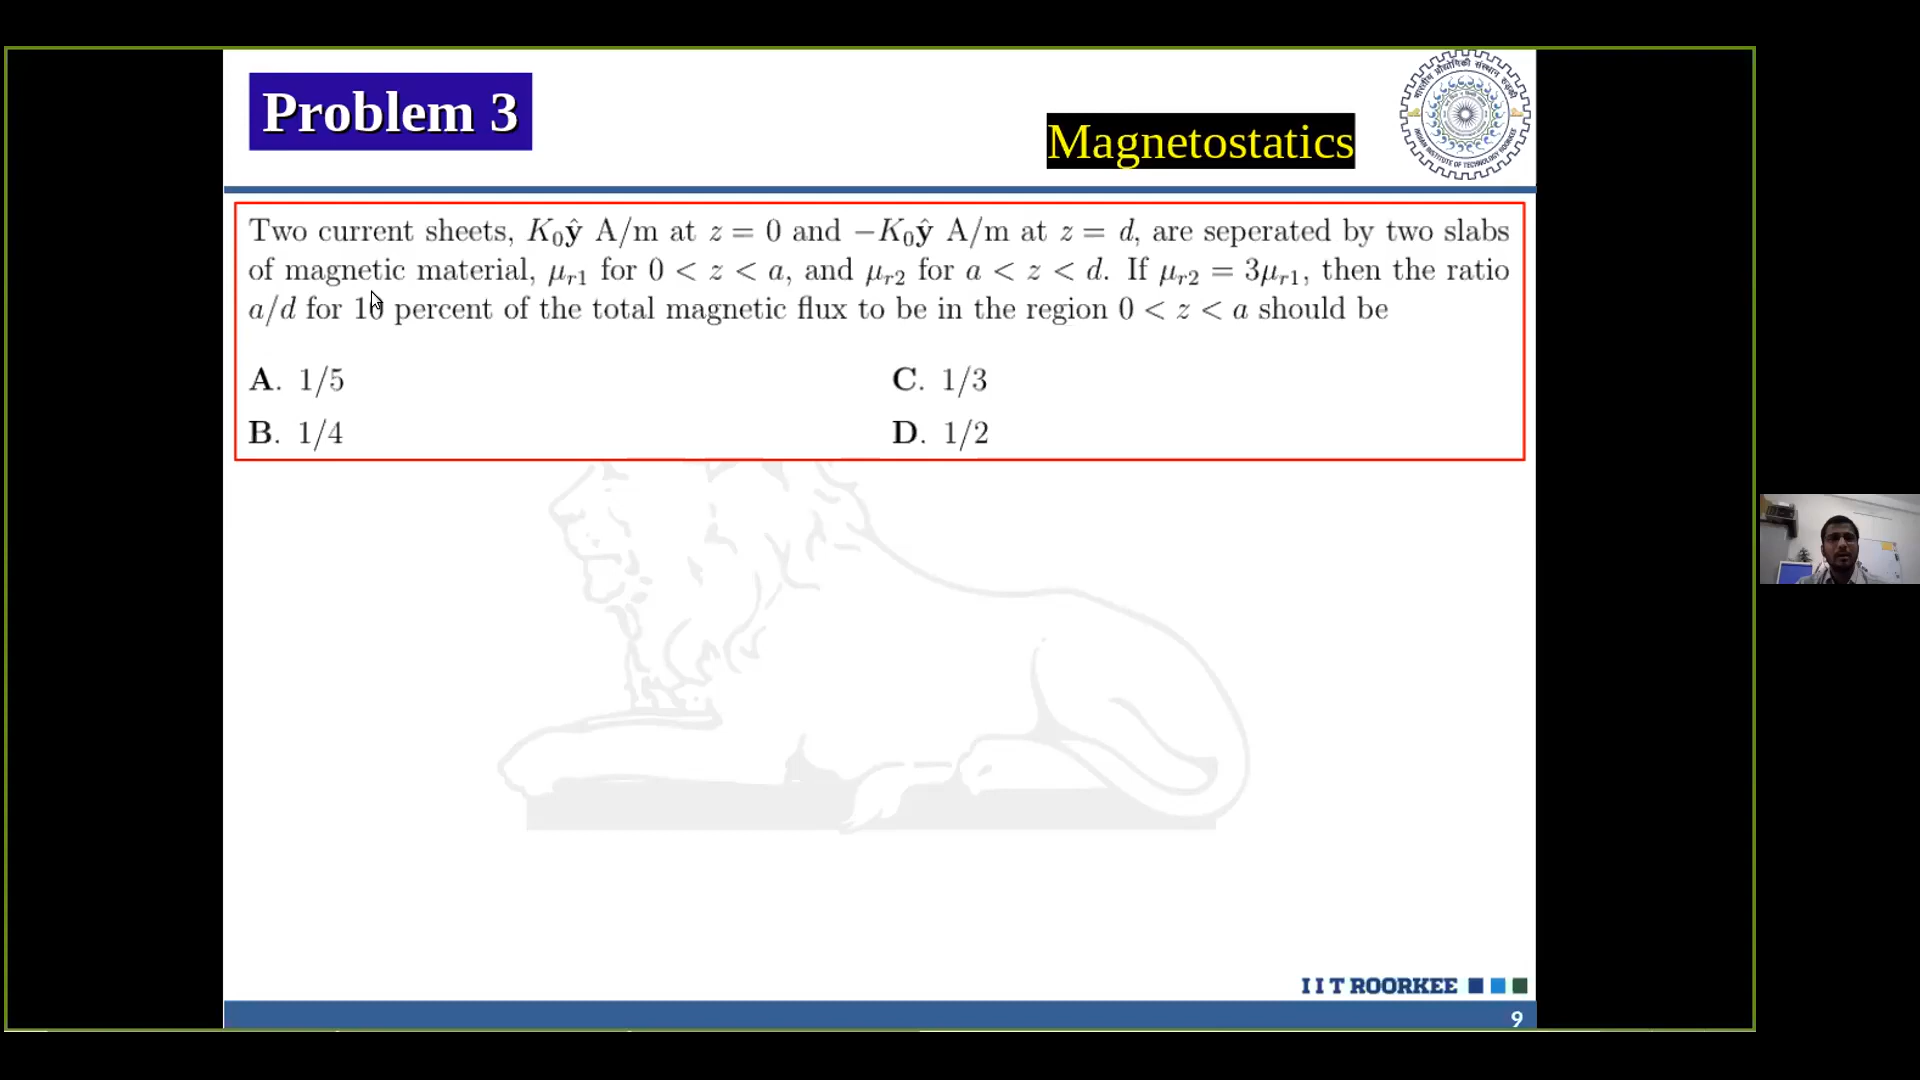 Problem 3
Magnetostatics
Two current sheets, K₀ŷ A/m at z = 0 and −K₀ŷ A/m at z = d, are seperated by two slabs
of magnetic material, μᵣ₁ for 0 < z < a, and μᵣ₂ for a < z < d. If μᵣ₂ = 3μᵣ₁, then the ratio
a/d for 10 percent of the total magnetic flux to be in the region 0 < z < a should be
A. 1/5
C. 1/3
B. 1/4
D. 1/2
IIT ROORKEE
9